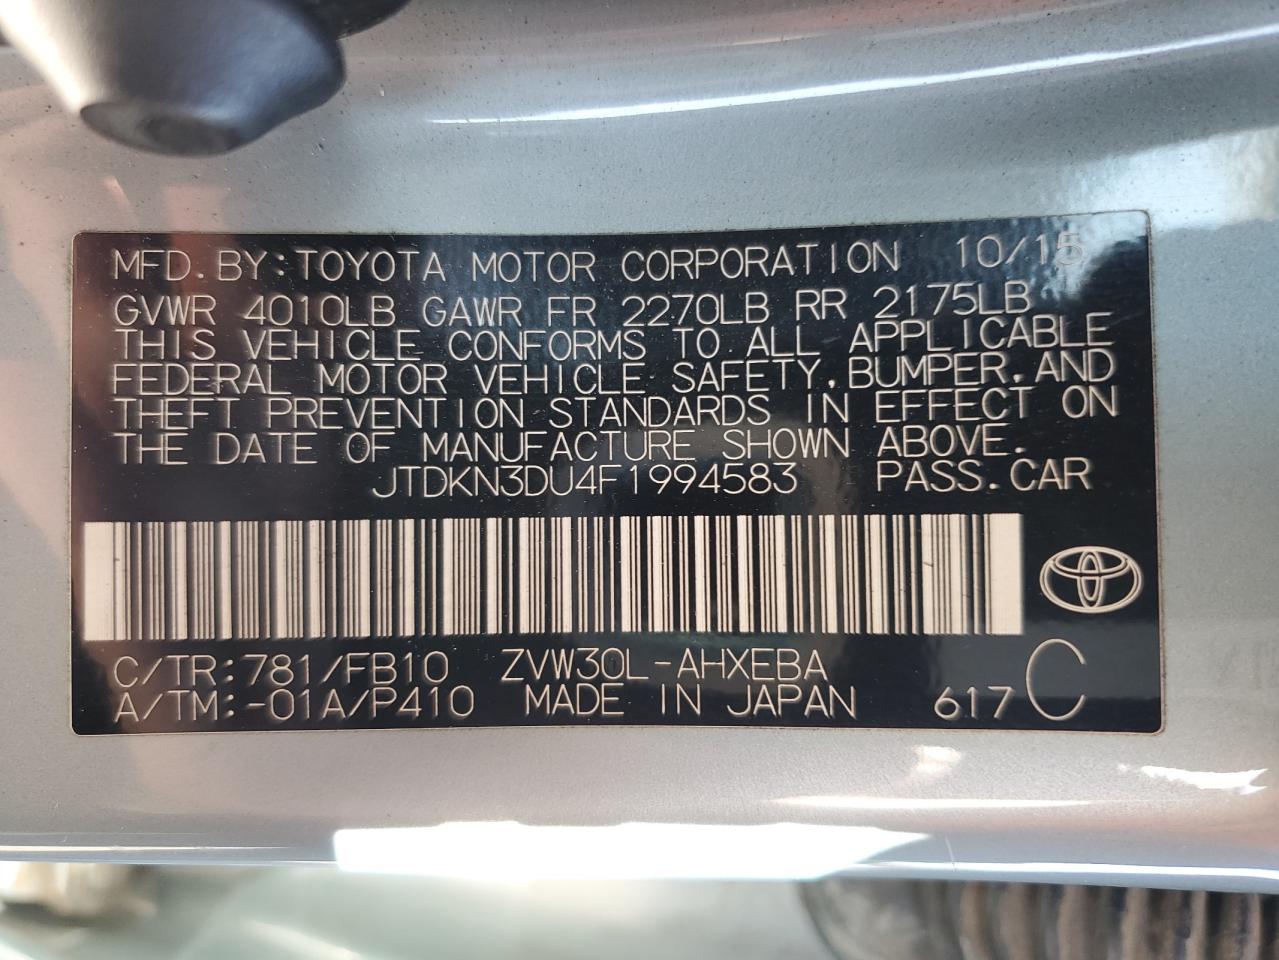 MFD. BY: TOYOTA MOTOR CORPORATION 10/15
GVWR 4010LB GAWR FR 2270LB RR 2175LB
THIS VEHICLE CONFORMS TO ALL APPLICABLE
FEDERAL MOTOR VEHICLE SAFETY, BUMPER, AND
THEFT PREVENTION STANDARDS IN EFFECT ON
THE DATE OF MANUFACTURE SHOWN ABOVE.
JTDKN3DU4F1994583 PASS. CAR
C/TR:781/FB10 ZVW30L-AHXEBA
A/TM:-01A/P410 MADE IN JAPAN 617 C